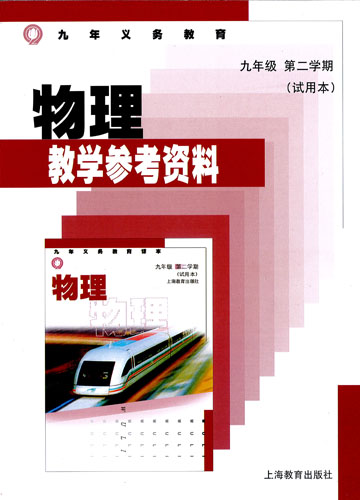 九年义务教育
九年级 第二学期
(试用本)
物理
教学参考资料
九年义务教育课本
九年级 第二学期
(试用本)
上海教育出版社
物理
物理
上海教育出版社